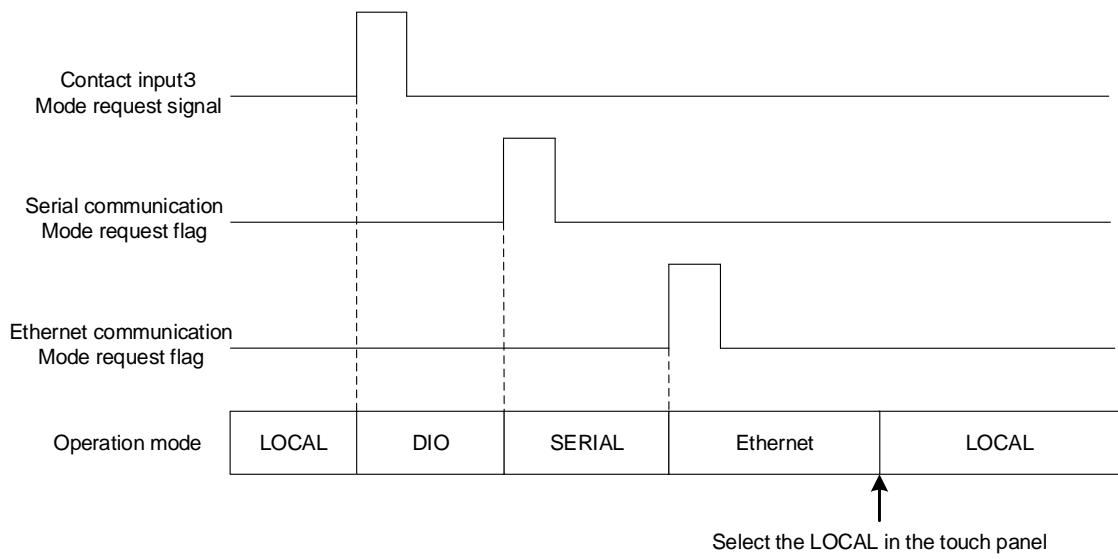 Contact input3
Mode request signal
Serial communication
Mode request flag
Ethernet communication
Mode request flag
Operation mode
LOCAL
DIO
SERIAL
Ethernet
LOCAL
Select the LOCAL in the touch panel